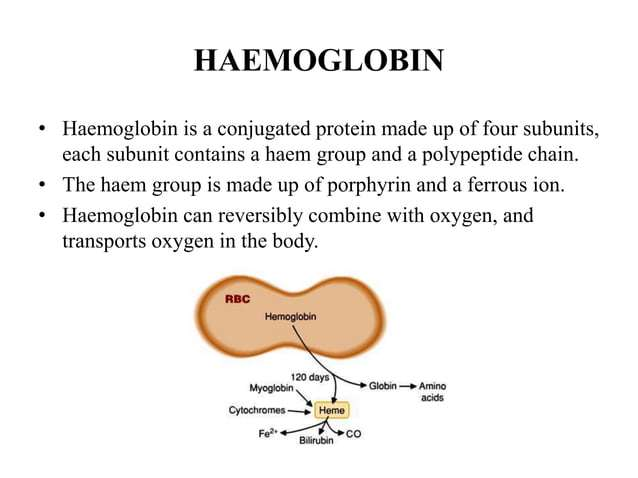 HAEMOGLOBIN
• Haemoglobin is a conjugated protein made up of four subunits,
each subunit contains a haem group and a polypeptide chain.
• The haem group is made up of porphyrin and a ferrous ion.
• Haemoglobin can reversibly combine with oxygen, and
transports oxygen in the body.
RBC
Hemoglobin
120 days
Myoglobin
Globin
Amino
acids
Cytochromes
Heme
Fe²⁺
Bilirubin
CO